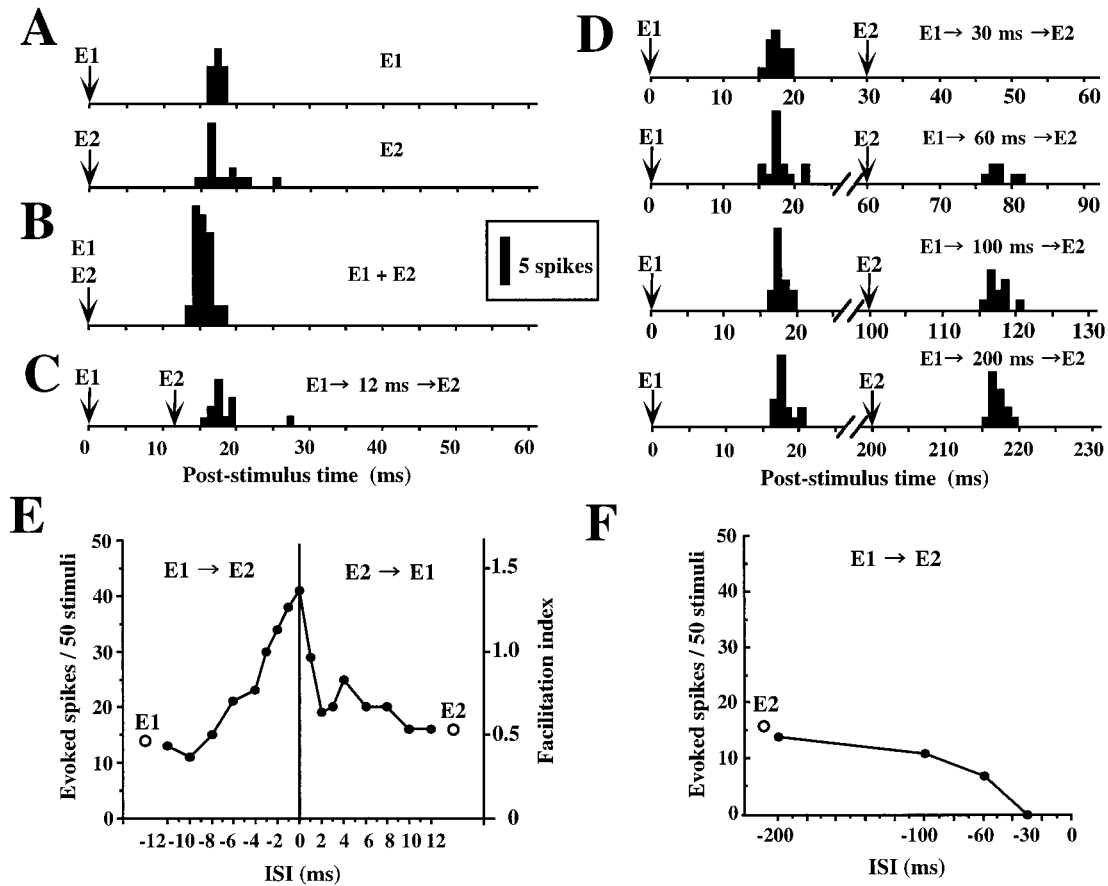 A
E1
E1
E2
E2
0 10 20 30 40 50 60
B
E1
E2
E1 + E2
5 spikes
C
E1
E2
E1→ 12 ms →E2
0 10 20 30 40 50 60
Post-stimulus time (ms)
D
E1
E2
E1→ 30 ms →E2
0 10 20 30 40 50 60
E1
E2
E1→ 60 ms →E2
0 10 20 60 70 80 90
E1
E2
E1→ 100 ms →E2
0 10 20 100 110 120 130
E1
E2
E1→ 200 ms →E2
0 10 20 200 210 220 230
Post-stimulus time (ms)
E
Evoked spikes / 50 stimuli
50
40
30
20
10
0
E1 → E2
E2 → E1
E1
E2
1.5
1.0
0.5
0
Facilitation index
-12 -10 -8 -6 -4 -2 0 2 4 6 8 10 12
ISI (ms)
F
Evoked spikes / 50 stimuli
50
40
30
20
10
0
E1 → E2
E2
-200 -100 -60 -30 0
ISI (ms)